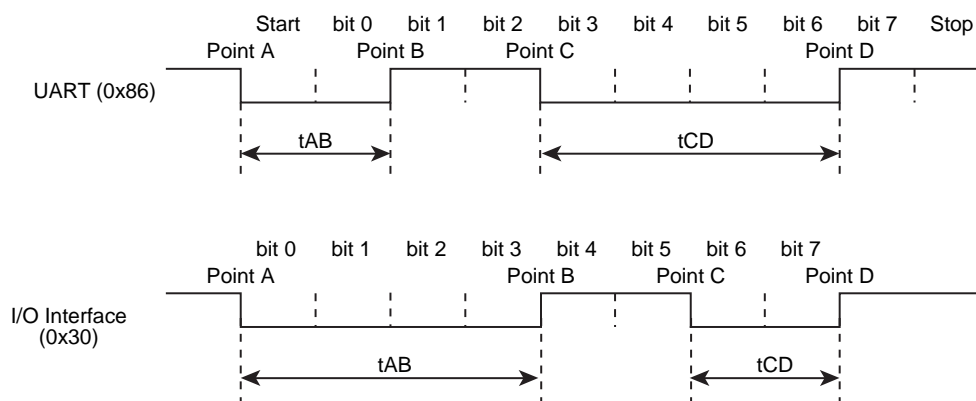 Start bit 0 bit 1 bit 2 bit 3 bit 4 bit 5 bit 6 bit 7 Stop
Point A Point B Point C Point D
UART (0x86)
tAB tCD
bit 0 bit 1 bit 2 bit 3 bit 4 bit 5 bit 6 bit 7
Point A Point B Point C Point D
I/O Interface
(0x30)
tAB tCD